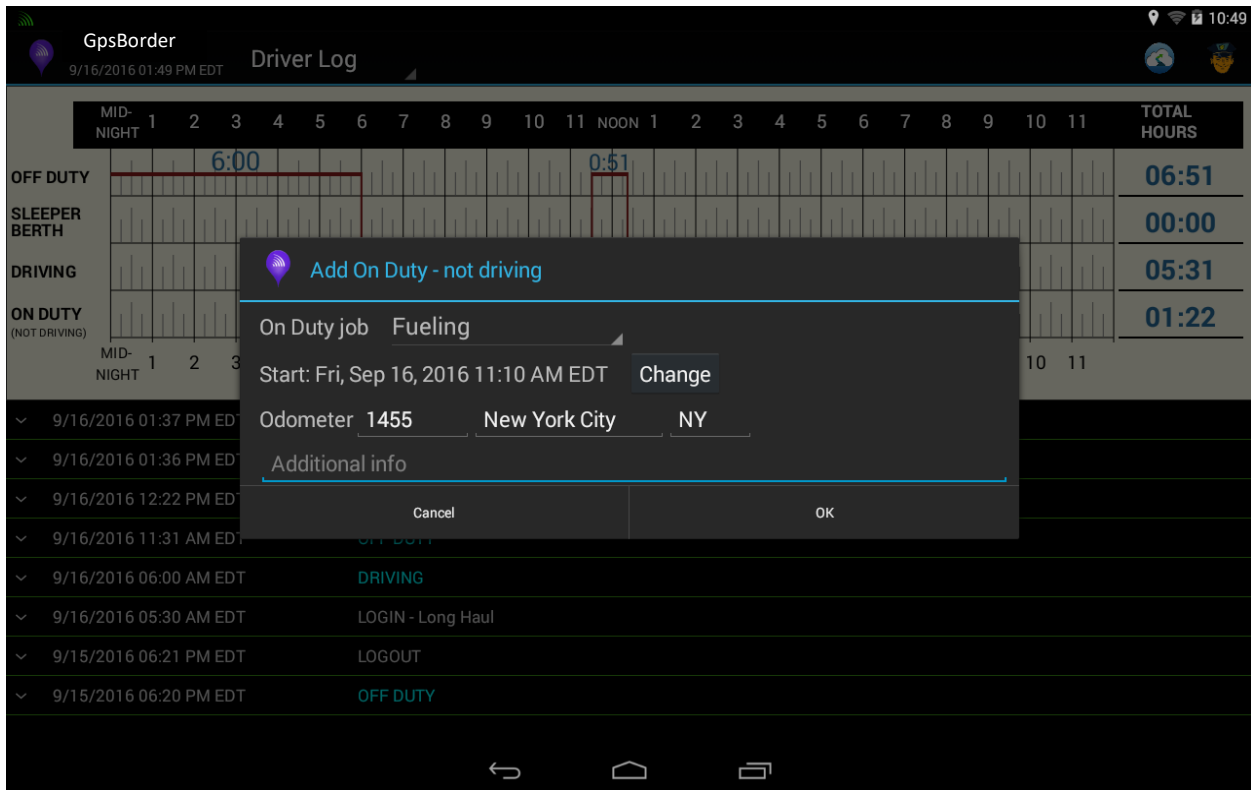 10:49
GpsBorder
9/16/2016 01:49 PM EDT
Driver Log
MID-NIGHT 1 2 3 4 5 6 7 8 9 10 11 NOON 1 2 3 4 5 6 7 8 9 10 11 TOTAL HOURS
6:00 0:51
OFF DUTY 06:51
SLEEPER BERTH 00:00
DRIVING 05:31
ON DUTY 01:22
(NOT DRIVING)
MID-NIGHT 1 2 3 10 11
Add On Duty - not driving
On Duty job Fueling
Start: Fri, Sep 16, 2016 11:10 AM EDT Change
Odometer 1455 New York City NY
Additional info
Cancel OK
9/16/2016 01:37 PM ED
9/16/2016 01:36 PM ED
9/16/2016 12:22 PM ED
9/16/2016 11:31 AM EDT OFF DUTY
9/16/2016 06:00 AM EDT DRIVING
9/16/2016 05:30 AM EDT LOGIN - Long Haul
9/15/2016 06:21 PM EDT LOGOUT
9/15/2016 06:20 PM EDT OFF DUTY